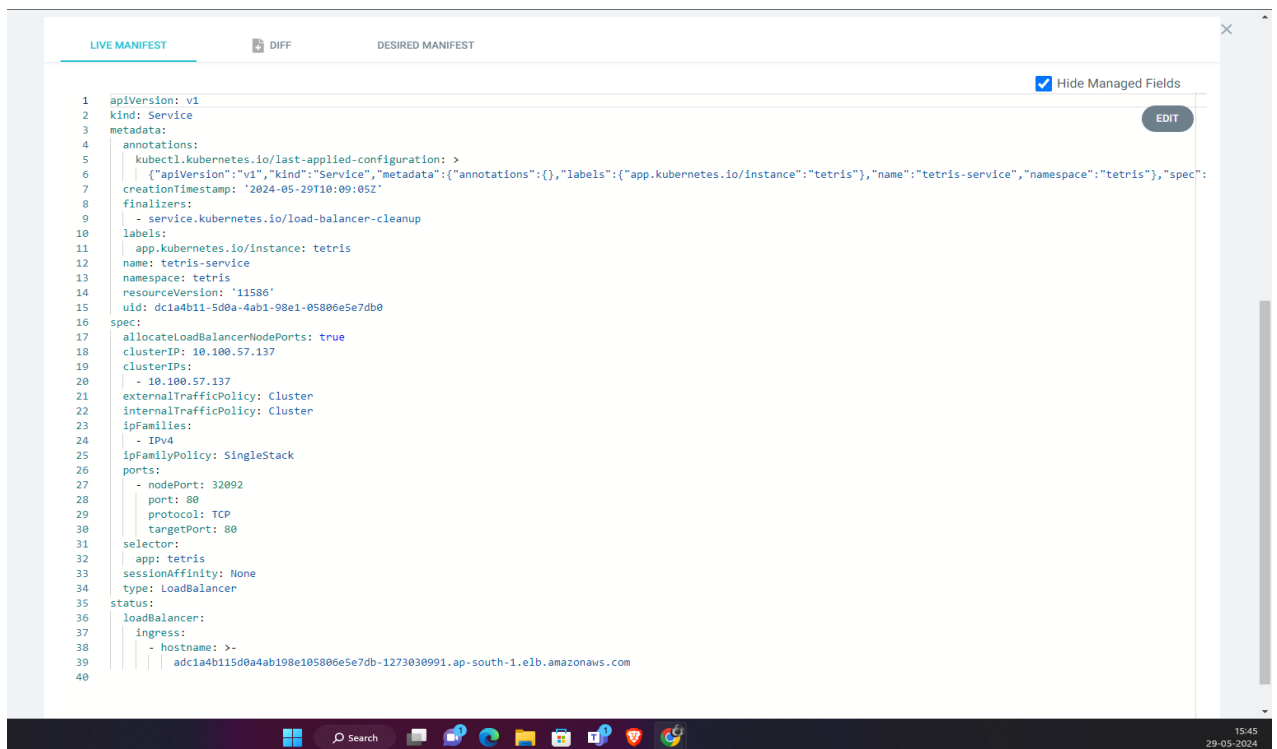 LIVE MANIFEST DIFF DESIRED MANIFEST
Hide Managed Fields
EDIT
1 apiVersion: v1
2 kind: Service
3 metadata:
4 annotations:
5 kubectl.kubernetes.io/last-applied-configuration: >
6 {"apiVersion":"v1","kind":"Service","metadata":{"annotations":{},"labels":{"app.kubernetes.io/instance":"tetris"},"name":"tetris-service","namespace":"tetris"},"spec":
7 creationTimestamp: '2024-05-29T10:09:05Z'
8 finalizers:
9 - service.kubernetes.io/load-balancer-cleanup
10 labels:
11 app.kubernetes.io/instance: tetris
12 name: tetris-service
13 namespace: tetris
14 resourceVersion: '11586'
15 uid: dc1a4b11-5d0a-4ab1-98e1-05806e5e7db0
16 spec:
17 allocateLoadBalancerNodePorts: true
18 clusterIP: 10.100.57.137
19 clusterIPs:
20 - 10.100.57.137
21 externalTrafficPolicy: Cluster
22 internalTrafficPolicy: Cluster
23 ipFamilies:
24 - IPv4
25 ipFamilyPolicy: SingleStack
26 ports:
27 - nodePort: 32092
28 port: 80
29 protocol: TCP
30 targetPort: 80
31 selector:
32 app: tetris
33 sessionAffinity: None
34 type: LoadBalancer
35 status:
36 loadBalancer:
37 ingress:
38 - hostname: >-
39 adc1a4b115d0a4ab198e105806e5e7db-1273030991.ap-south-1.elb.amazonaws.com
40
Search
15:45
29-05-2024